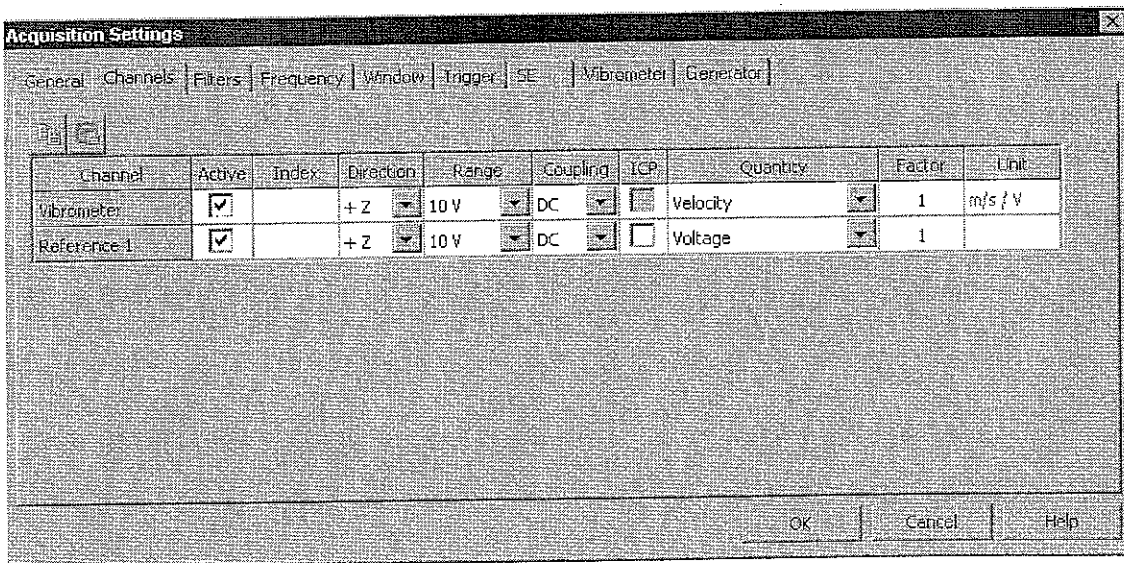 Acquisition Settings
General Channels Filters Frequency Window Trigger SE Vibrometer Generator
Channel Active Index Direction Range Coupling ICP Quantity Factor Unit
Vibrometer +Z 10 V DC Velocity 1 m/s / V
Reference 1 +Z 10 V DC Voltage 1
OK Cancel Help